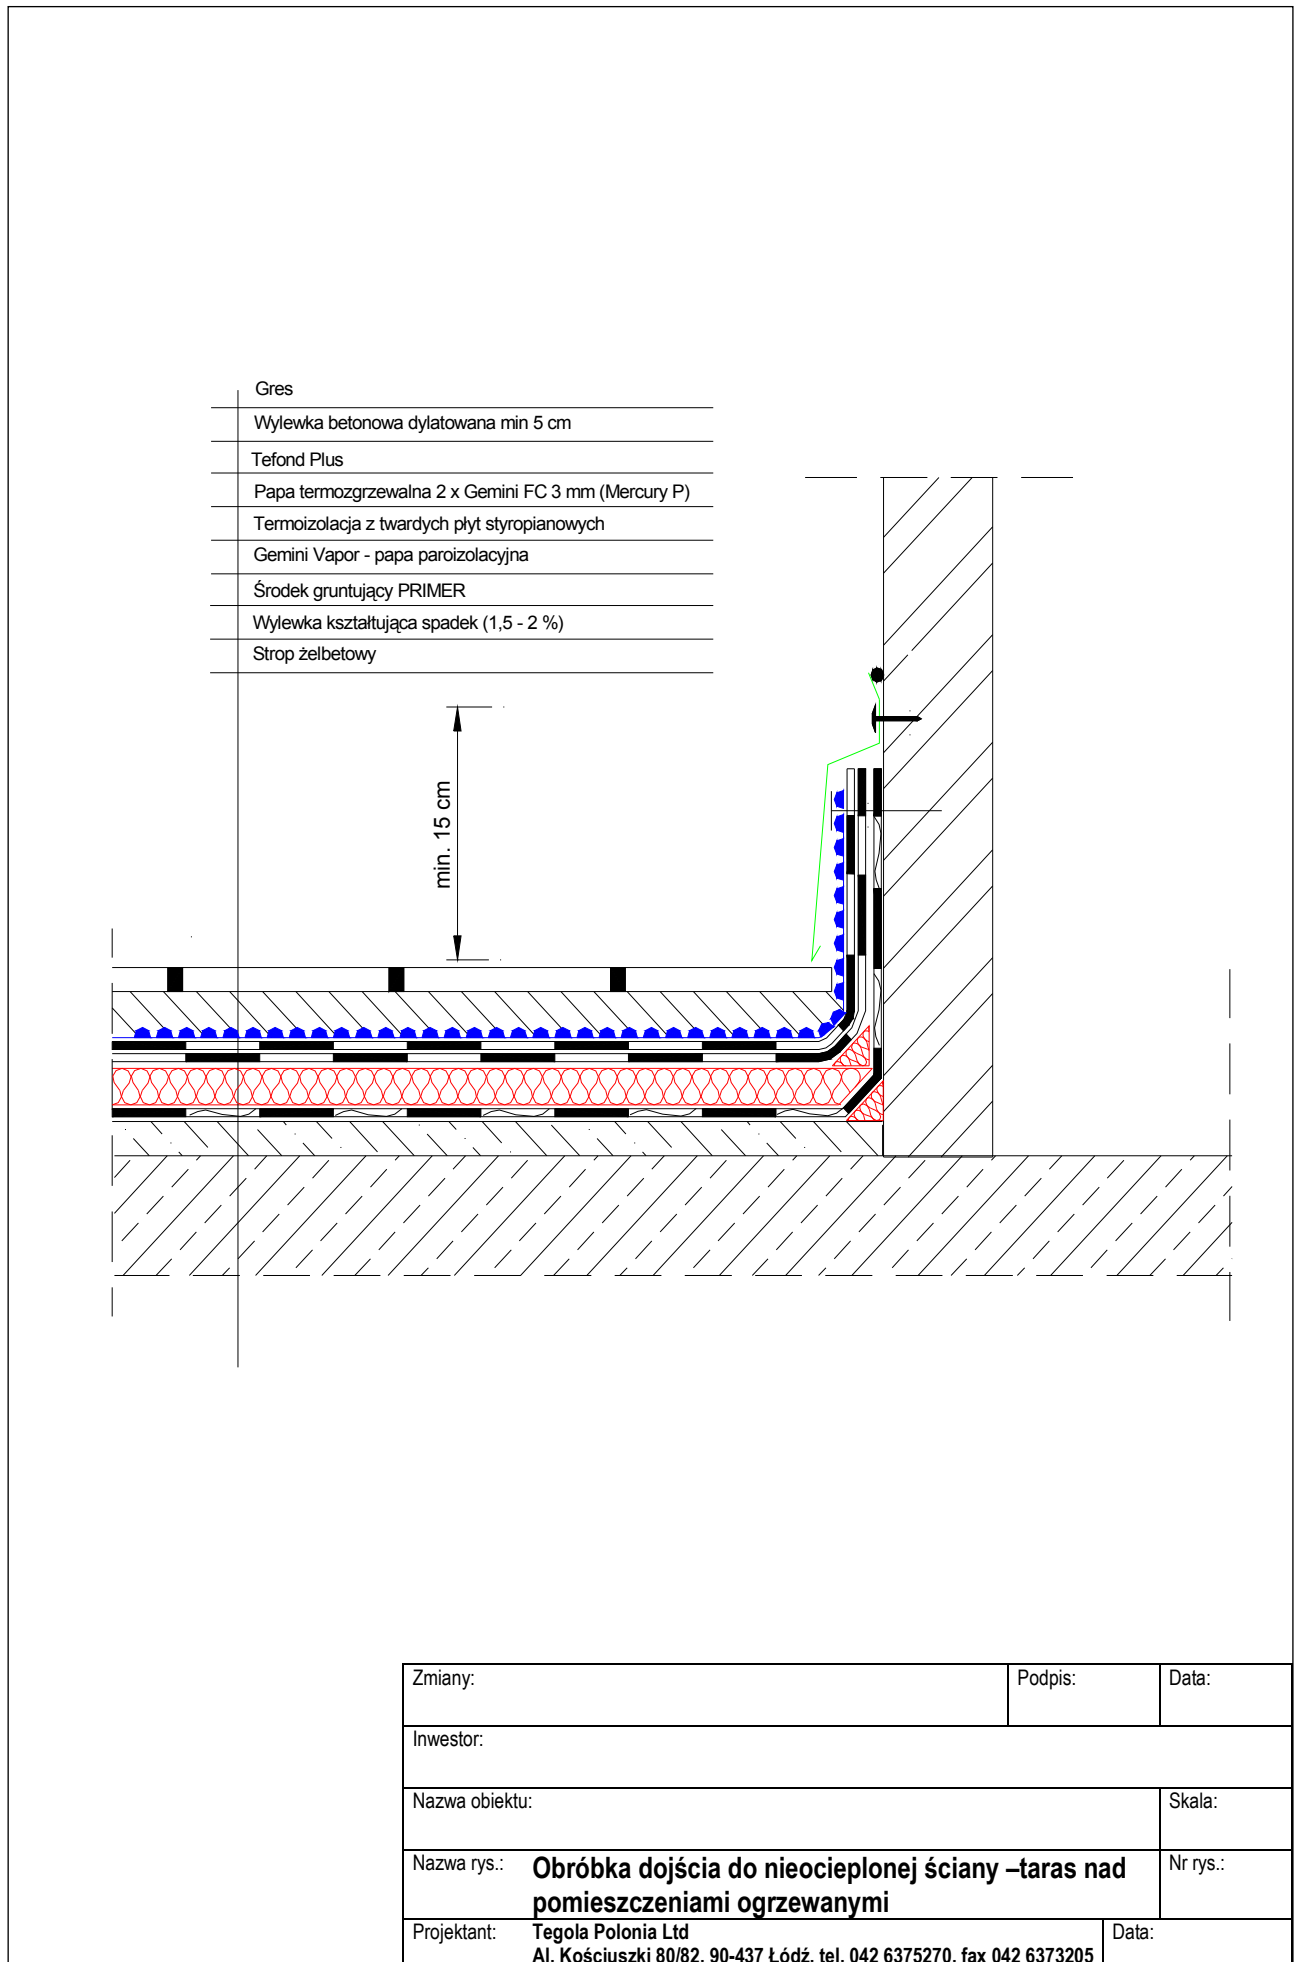 Gres
Wylewka betonowa dylatowana min 5 cm
Tefond Plus
Papa termozgrzewalna 2 x Gemini FC 3 mm (Mercury P)
Termoizolacja z twardych płyt styropianowych
Gemini Vapor - papa paroizolacyjna
Środek gruntujący PRIMER
Wylewka kształtująca spadek (1,5 - 2 %)
Strop żelbetowy
min. 15 cm
Zmiany:
Podpis:
Data:
Inwestor:
Nazwa obiektu:
Skala:
Nazwa rys.:
Obróbka dojścia do nieocieplonej ściany –taras nad
pomieszczeniami ogrzewanymi
Nr rys.:
Projektant:
Tegola Polonia Ltd
Al. Kościuszki 80/82, 90-437 Łódź, tel. 042 6375270, fax 042 6373205
Data: